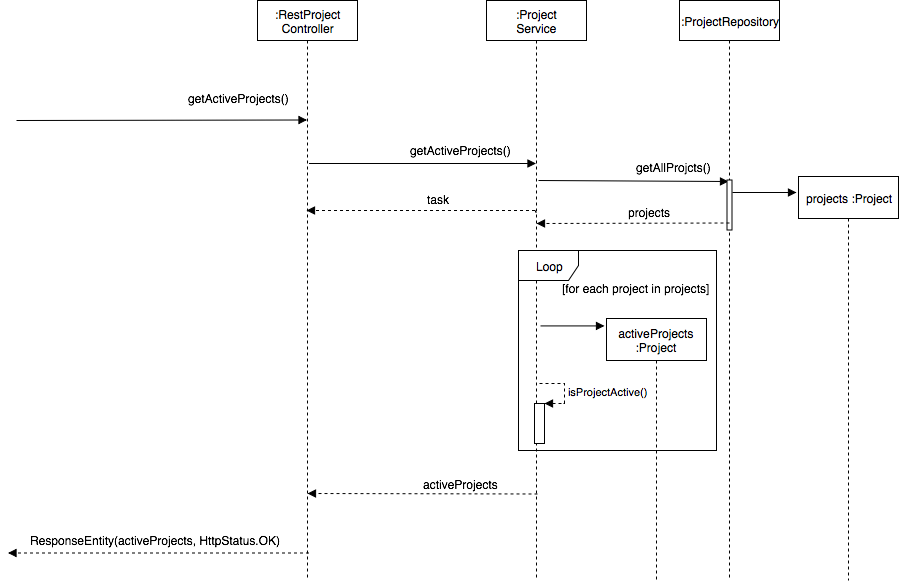 :RestProject
Controller
:Project
Service
:ProjectRepository
getActiveProjects()
getActiveProjects()
getAllProjcts()
projects :Project
task
projects
Loop
[for each project in projects]
activeProjects
:Project
isProjectActive()
activeProjects
ResponseEntity(activeProjects, HttpStatus.OK)